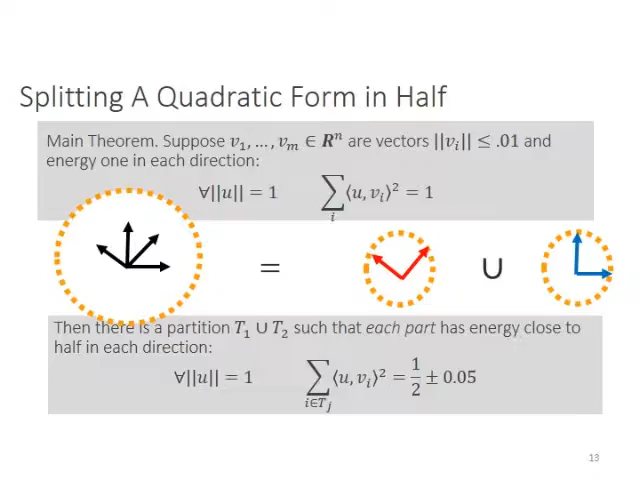 Splitting A Quadratic Form in Half
Main Theorem. Suppose 𝑣₁, … , 𝑣ₘ ∈ 𝑹ⁿ are vectors ||𝑣ᵢ|| ≤ .01 and
energy one in each direction:
∀||𝑢|| = 1 ∑ᵢ ⟨𝑢, 𝑣ᵢ⟩² = 1
= ∪
Then there is a partition 𝑇₁ ∪ 𝑇₂ such that each part has energy close to
half in each direction:
∀||𝑢|| = 1 ∑_{𝑖∈𝑇ⱼ} ⟨𝑢, 𝑣ᵢ⟩² = 1/2 ± 0.05
13